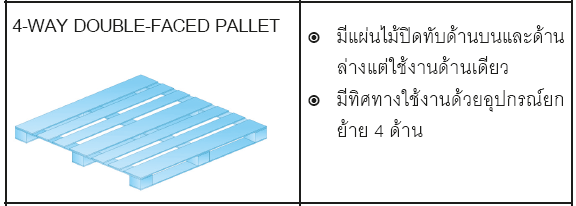 4-WAY DOUBLE-FACED PALLET
๏ มีแผ่นไม้ปิดทับด้านบนและด้าน
ล่างแต่ใช้งานด้านเดียว
๏ มีทิศทางใช้งานด้วยอุปกรณ์ยก
ย้าย 4 ด้าน